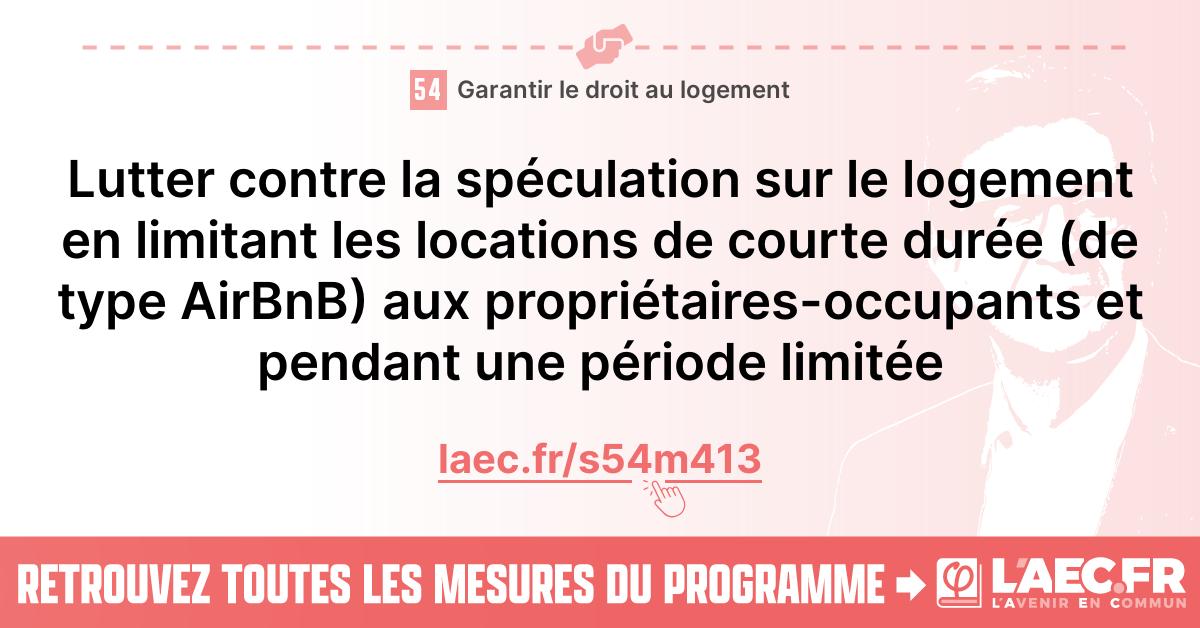 54 Garantir le droit au logement
Lutter contre la spéculation sur le logement
en limitant les locations de courte durée (de
type AirBnB) aux propriétaires-occupants et
pendant une période limitée
laec.fr/s54m413
RETROUVEZ TOUTES LES MESURES DU PROGRAMME
L'AEC.FR
L'AVENIR EN COMMUN